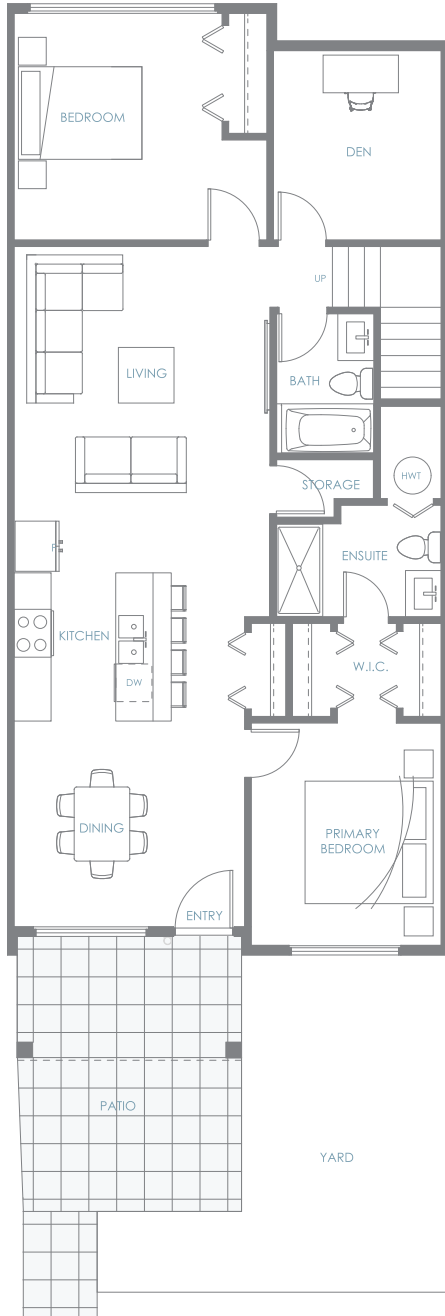 BEDROOM
DEN
UP
LIVING
BATH
STORAGE
HWT
ENSUITE
KITCHEN
W.I.C.
DW
DINING
PRIMARY
BEDROOM
ENTRY
PATIO
YARD